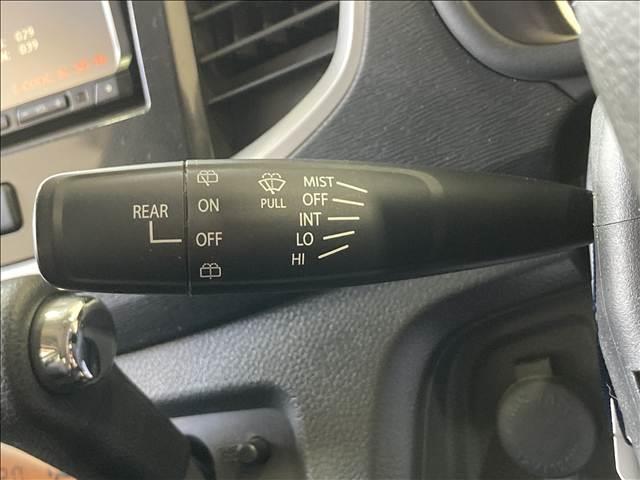 REAR
ON
OFF
PULL
MIST
OFF
INT
LO
HI